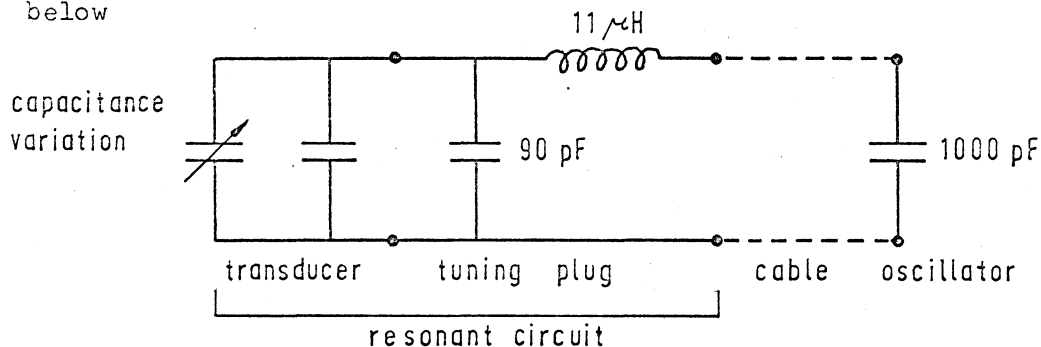 below
11 μH
capacitance
variation
90 pF
1000 pF
transducer tuning plug cable oscillator
resonant circuit